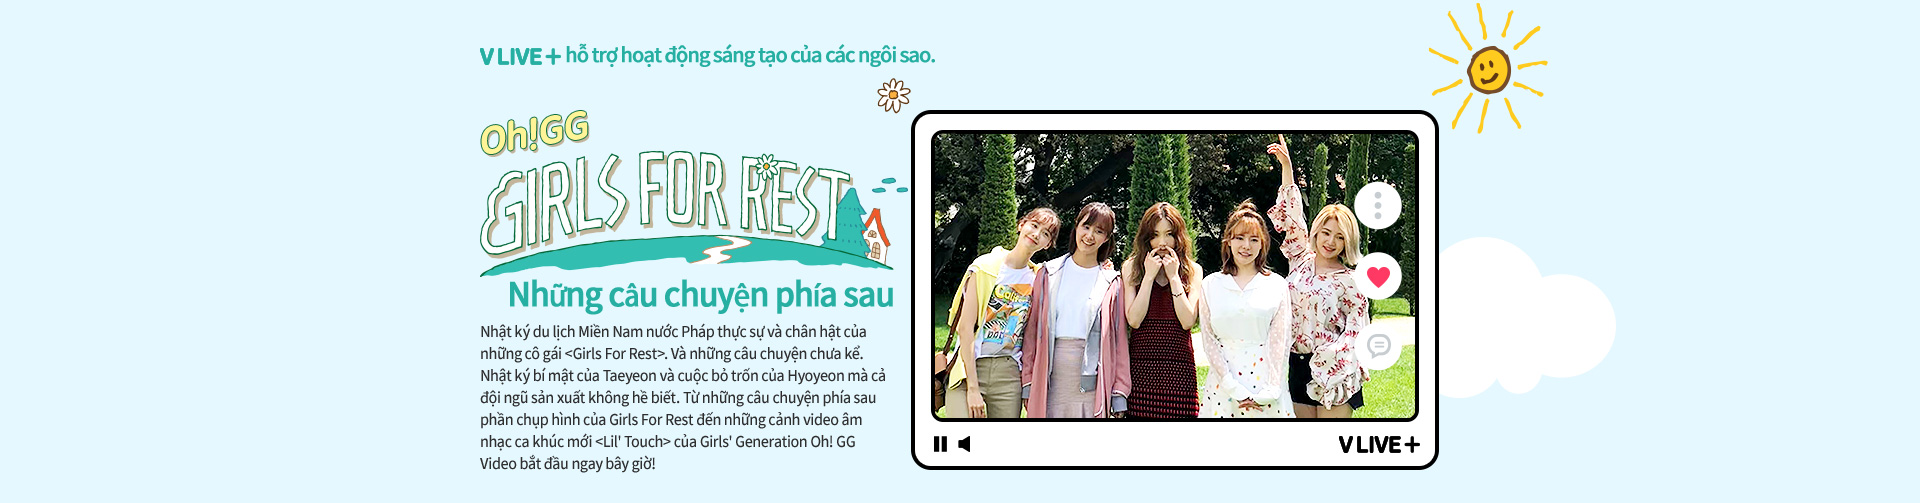 V LIVE+ hỗ trợ hoạt động sáng tạo của các ngôi sao.
Oh!GG
GIRLS FOR REST
Những câu chuyện phía sau
Nhật ký du lịch Miền Nam nước Pháp thực sự và chân hật của
những cô gái <Girls For Rest>. Và những câu chuyện chưa kể.
Nhật ký bí mật của Taeyeon và cuộc bỏ trốn của Hyoyeon mà cả
đội ngũ sản xuất không hề biết. Từ những câu chuyện phía sau
phần chụp hình của Girls For Rest đến những cảnh video âm
nhạc ca khúc mới <Lil' Touch> của Girls' Generation Oh! GG
Video bắt đầu ngay bây giờ!
V LIVE+